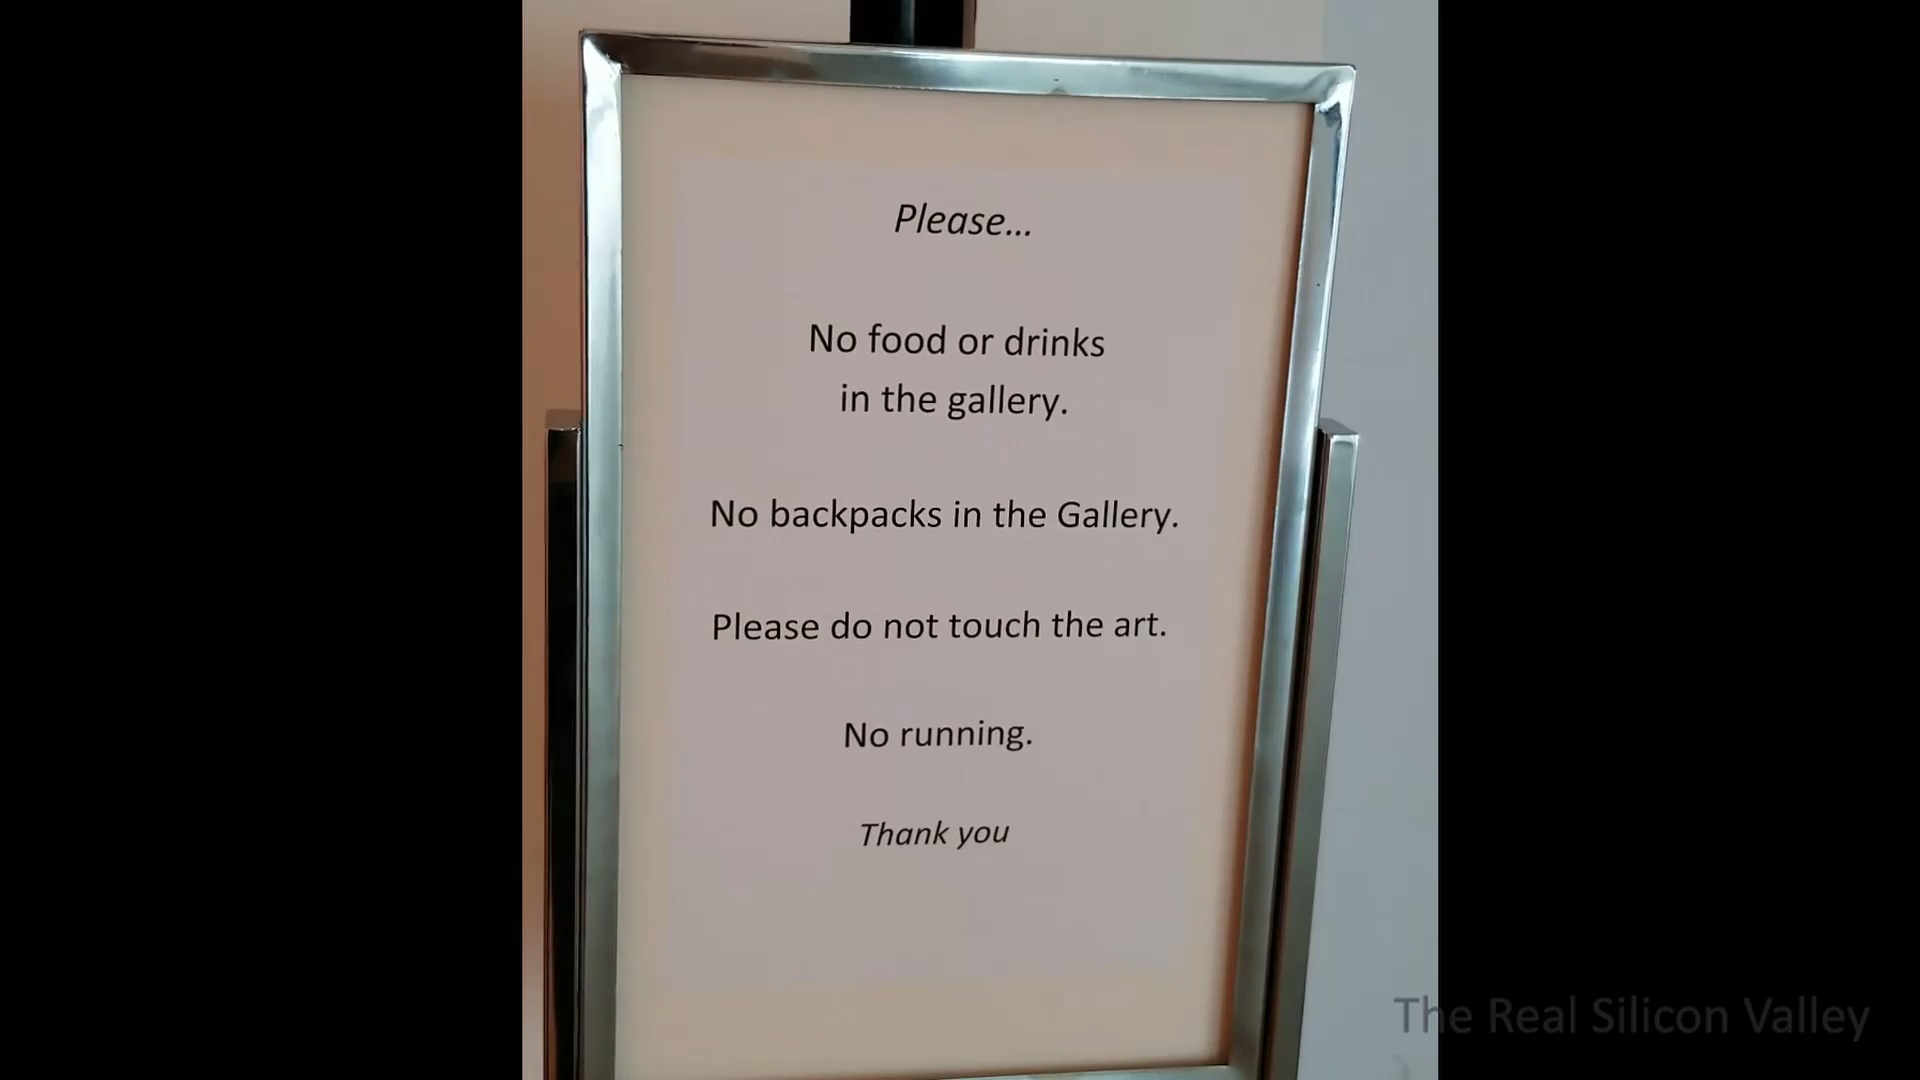 Please...
No food or drinks
in the gallery.
No backpacks in the Gallery.
Please do not touch the art.
No running.
Thank you
The Real Silicon Valley